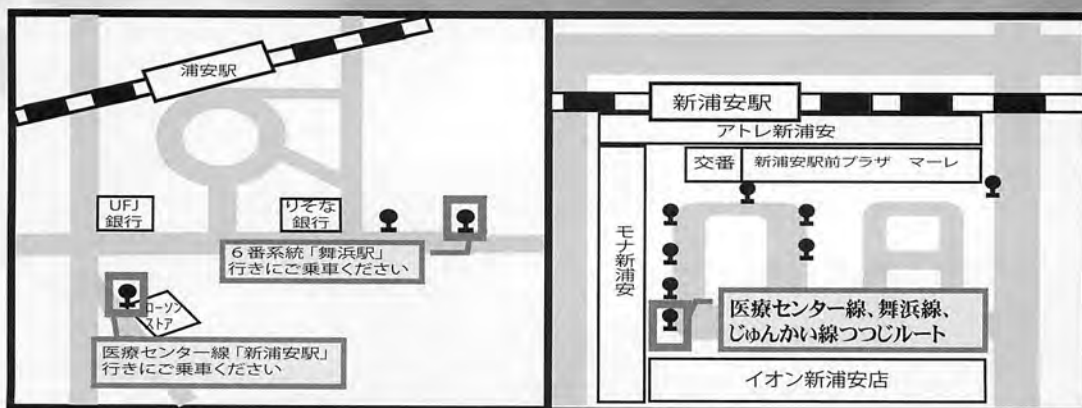 浦安駅
UFJ
銀行
りそな
銀行
6番系統「舞浜駅」
行きにご乗車ください
ローソン
ストア
医療センター線「新浦安駅」
行きにご乗車ください
新浦安駅
アトレ新浦安
交番
新浦安駅前プラザ マーレ
モナ新浦安
医療センター線、舞浜線、
じゅんかい線つつじルート
イオン新浦安店